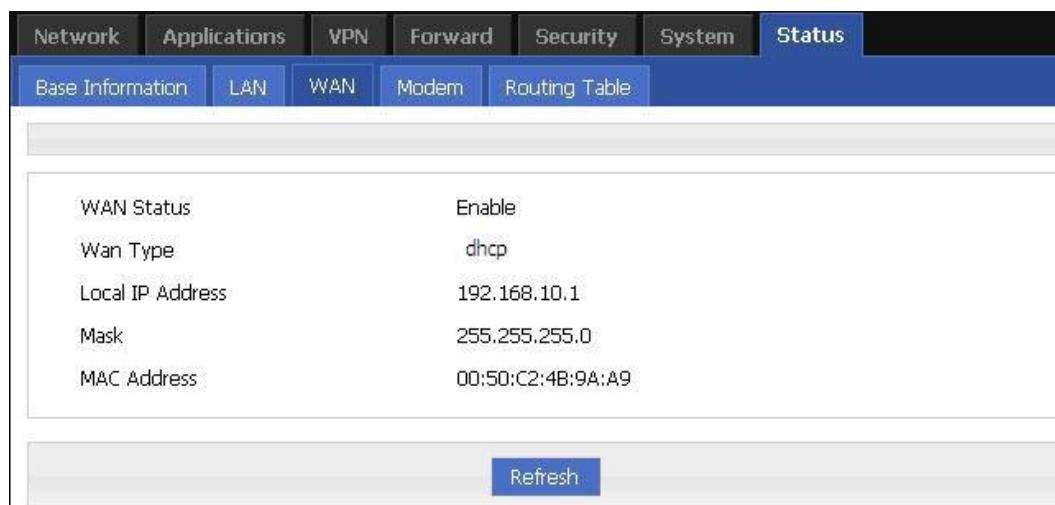 Network Applications VPN Forward Security System Status
Base Information LAN WAN Modem Routing Table
WAN Status Enable
Wan Type dhcp
Local IP Address 192.168.10.1
Mask 255.255.255.0
MAC Address 00:50:C2:4B:9A:A9
Refresh